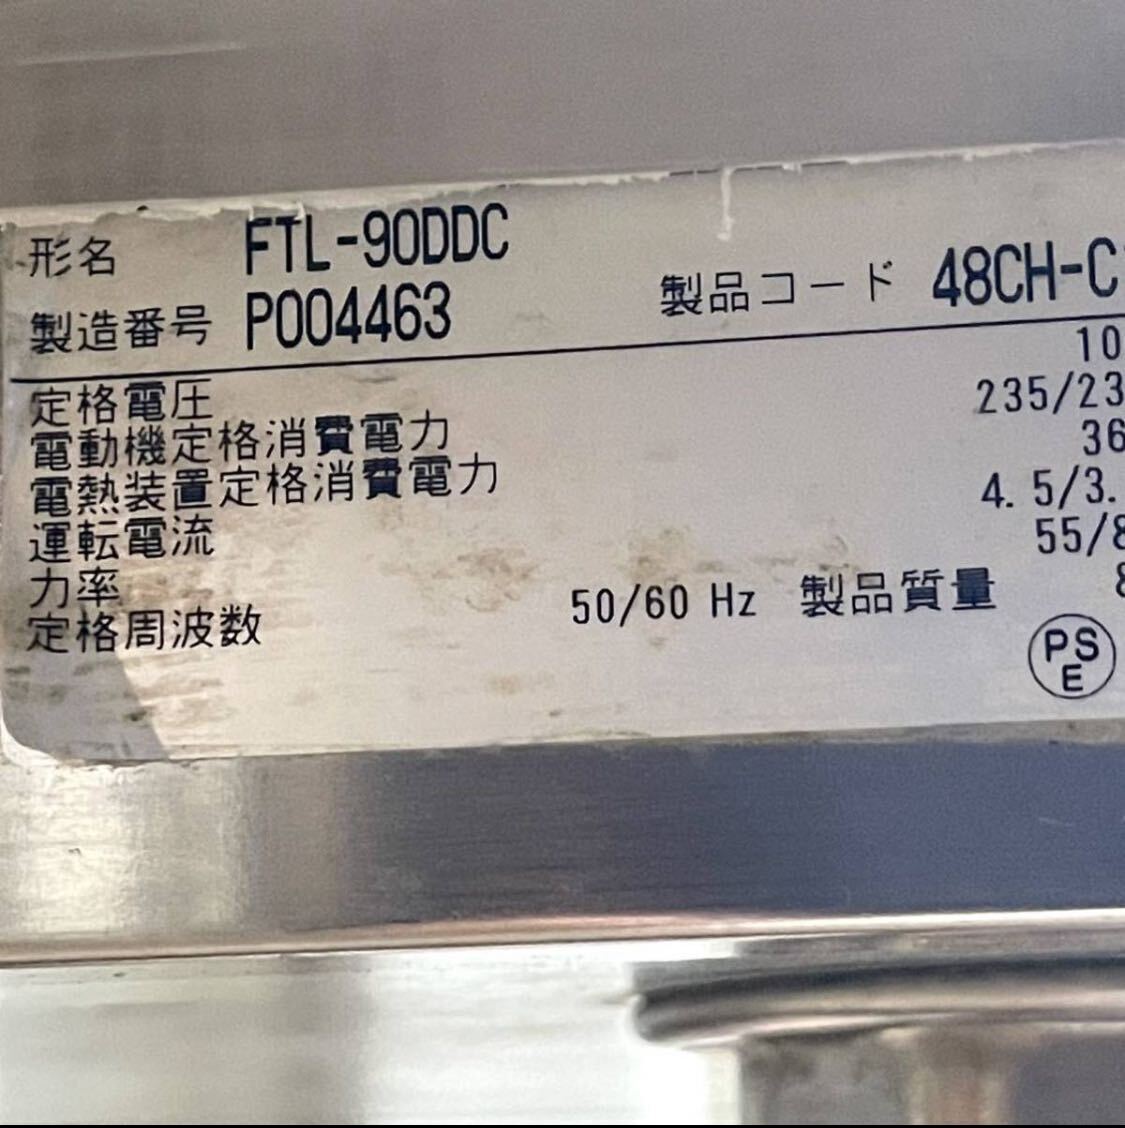 形名 FTL-90DDC
製造番号 P004463 製品コード 48CH-C
定格電圧 10
電動機定格消費電力 235/23
電熱装置定格消費電力 36
運転電流 4.5/3.
力率 55/8
定格周波数 50/60 Hz 製品質量 8
PSE